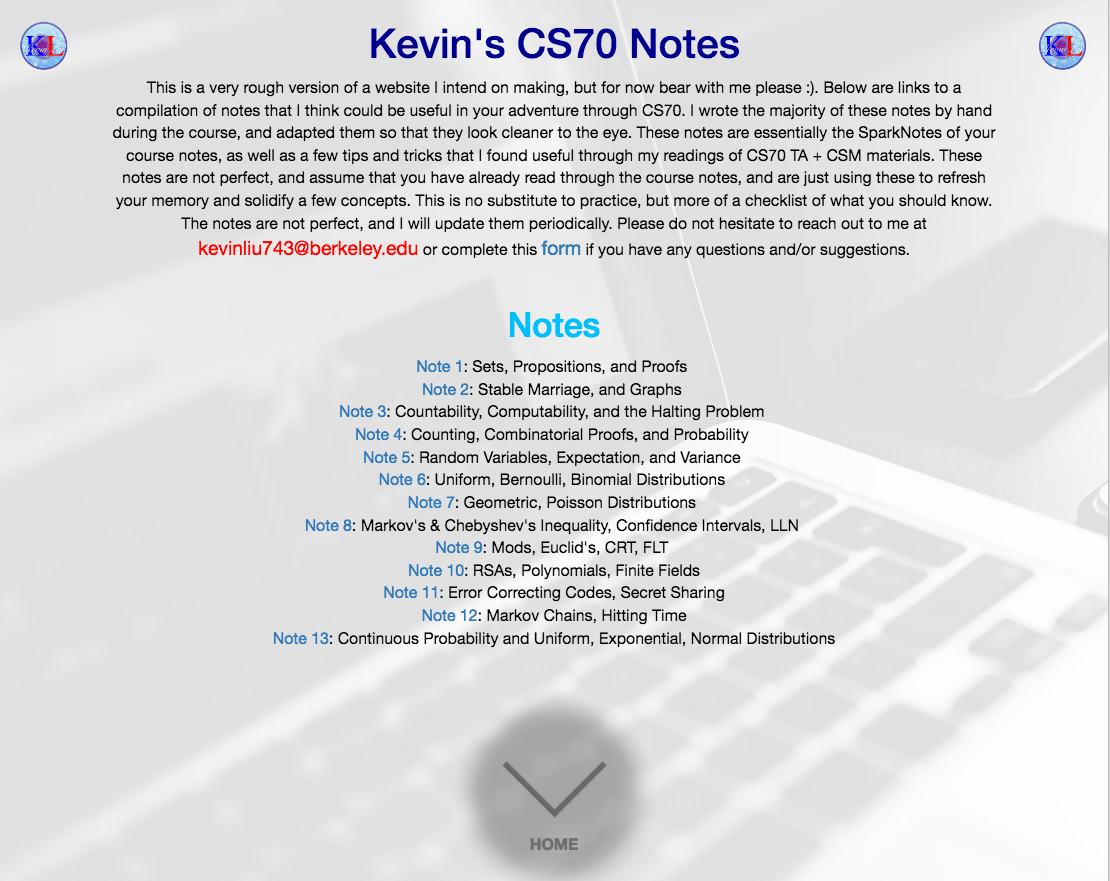 KL
Kevin's CS70 Notes
KL
This is a very rough version of a website I intend on making, but for now bear with me please :). Below are links to a
compilation of notes that I think could be useful in your adventure through CS70. I wrote the majority of these notes by hand
during the course, and adapted them so that they look cleaner to the eye. These notes are essentially the SparkNotes of your
course notes, as well as a few tips and tricks that I found useful through my readings of CS70 TA + CSM materials. These
notes are not perfect, and assume that you have already read through the course notes, and are just using these to refresh
your memory and solidify a few concepts. This is no substitute to practice, but more of a checklist of what you should know.
The notes are not perfect, and I will update them periodically. Please do not hesitate to reach out to me at
kevinliu743@berkeley.edu or complete this form if you have any questions and/or suggestions.
Notes
Note 1: Sets, Propositions, and Proofs
Note 2: Stable Marriage, and Graphs
Note 3: Countability, Computability, and the Halting Problem
Note 4: Counting, Combinatorial Proofs, and Probability
Note 5: Random Variables, Expectation, and Variance
Note 6: Uniform, Bernoulli, Binomial Distributions
Note 7: Geometric, Poisson Distributions
Note 8: Markov's & Chebyshev's Inequality, Confidence Intervals, LLN
Note 9: Mods, Euclid's, CRT, FLT
Note 10: RSAs, Polynomials, Finite Fields
Note 11: Error Correcting Codes, Secret Sharing
Note 12: Markov Chains, Hitting Time
Note 13: Continuous Probability and Uniform, Exponential, Normal Distributions
HOME